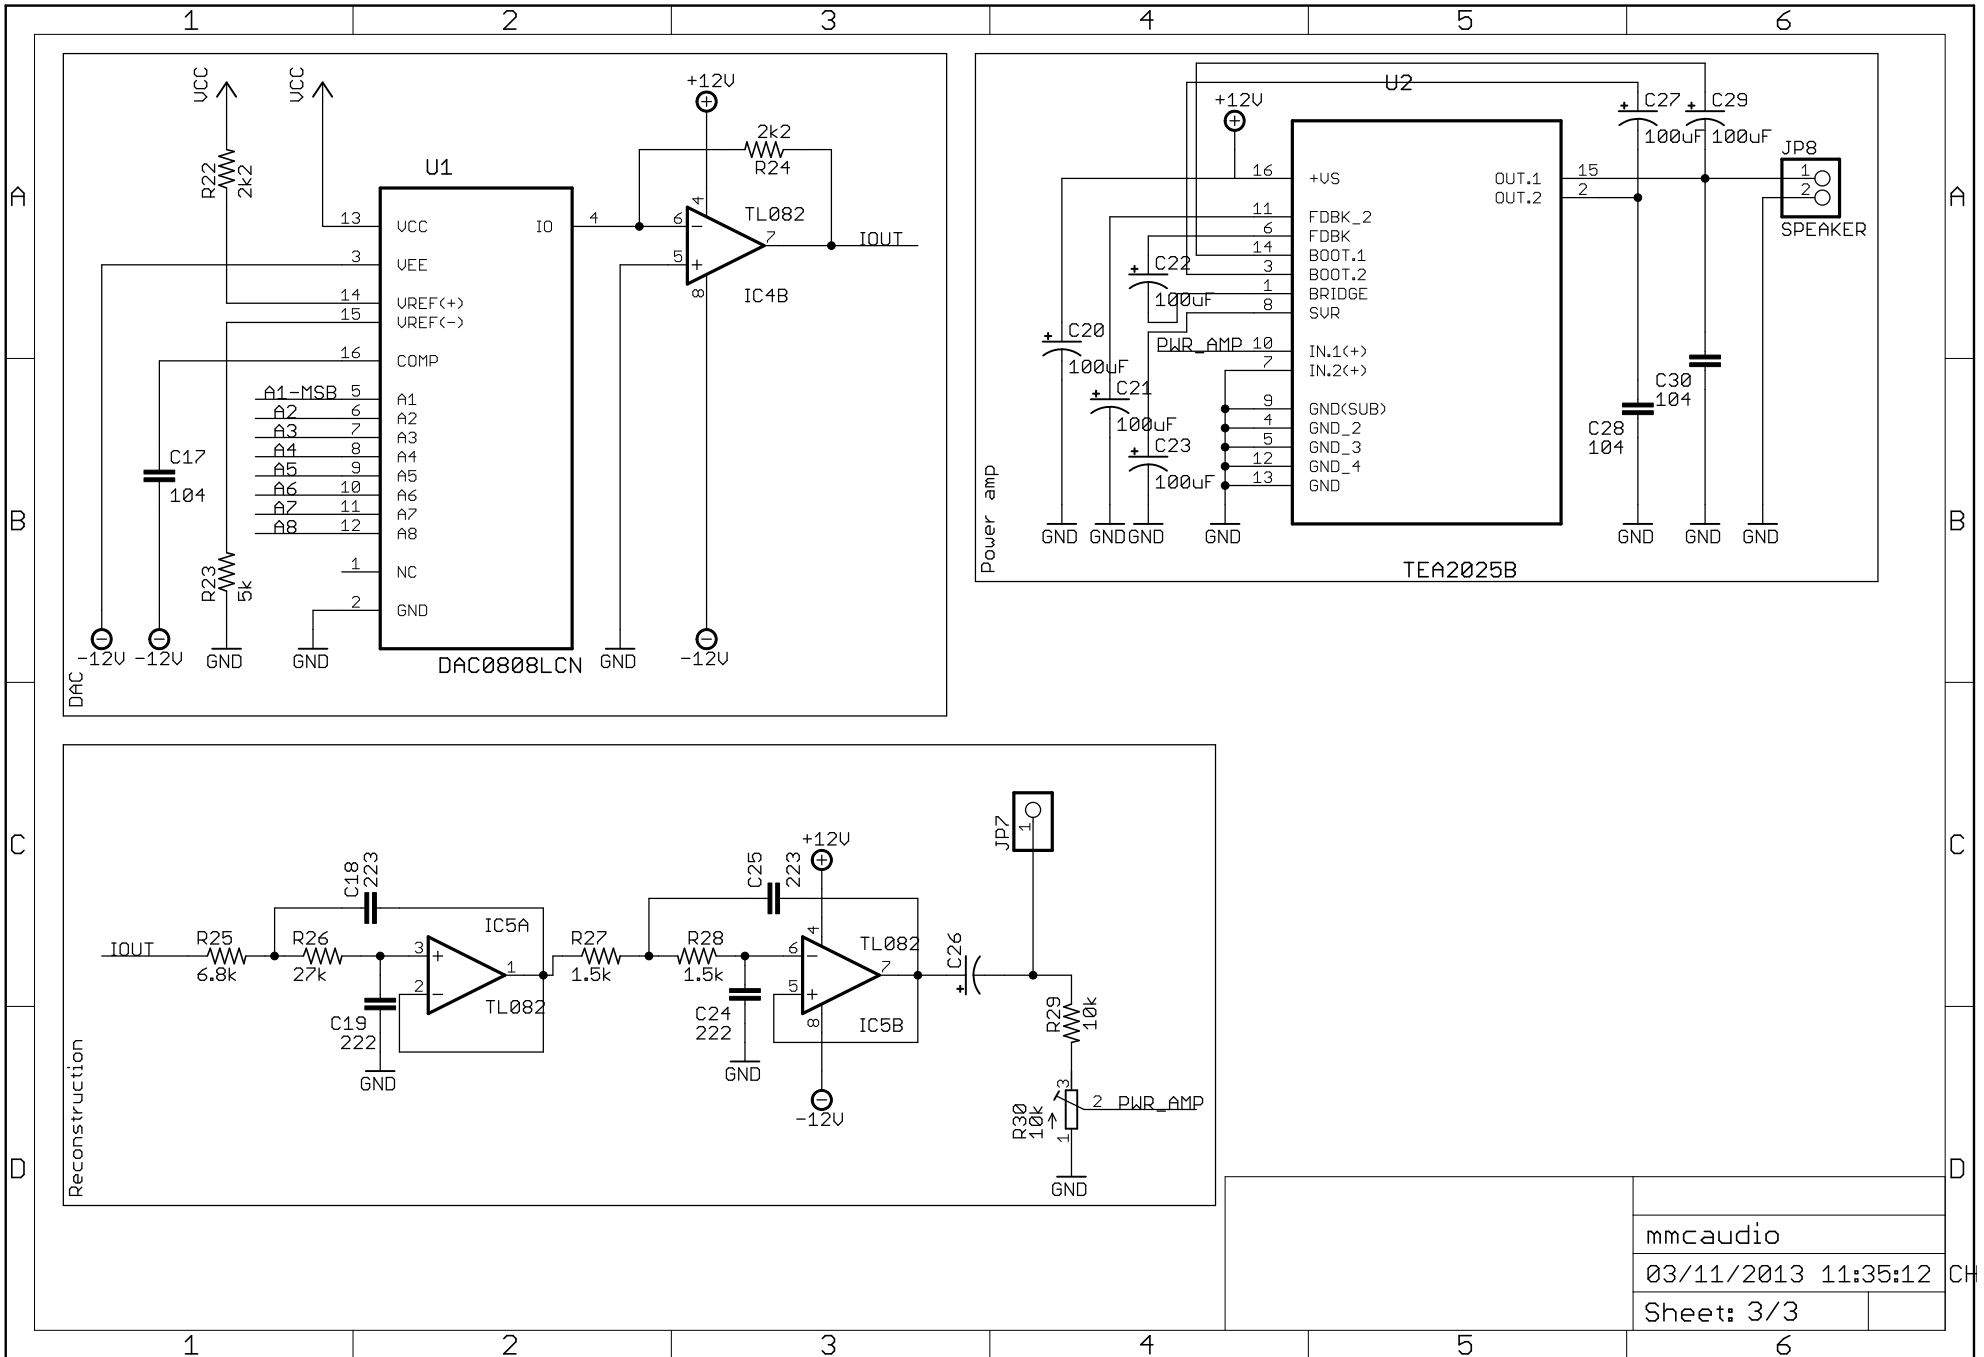 1 2 3 4 5 6
A
B
C
D
A
B
C
D
VCC
VCC
+12V
R22
2k2
U1
2k2
R24
TL082
IC4B
IOUT
13 VCC
3 VEE
14 VREF(+)
15 VREF(-)
16 COMP
A1-MSB 5 A1
A2 6 A2
A3 7 A3
A4 8 A4
A5 9 A5
A6 10 A6
A7 11 A7
A8 12 A8
1 NC
2 GND
IO 4
6
-
5
+
4
8
7
C17
104
R23
5k
-12V
-12V
GND
GND
DAC0808LCN
GND
-12V
DAC
U2
+12V
+ C27
100uF
+ C29
100uF
JP8
1
2
SPEAKER
16 +VS
11 FDBK_2
6 FDBK
14 BOOT.1
3 BOOT.2
1 BRIDGE
8 SVR
PWR_AMP 10 IN.1(+)
7 IN.2(+)
9 GND(SUB)
4 GND_2
5 GND_3
12 GND_4
13 GND
OUT.1 15
OUT.2 2
+ C22
100uF
+ C20
100uF
+ C21
100uF
+ C23
100uF
C30
104
C28
104
GND
GND
GND
GND
GND
GND
GND
TEA2025B
Power amp
IOUT
R25
6.8k
R26
27k
C18
223
C19
222
GND
3
+
2
-
1
IC5A
TL082
R27
1.5k
R28
1.5k
C25
223
C24
222
GND
+12V
4
6
-
5
+
8
7
TL082
IC5B
-12V
C26
+
JP7
1
R29
10k
R30
10k
3
2
1
PWR_AMP
GND
Reconstruction
mmcaudio
03/11/2013 11:35:12 CH
Sheet: 3/3
1 2 3 4 5 6